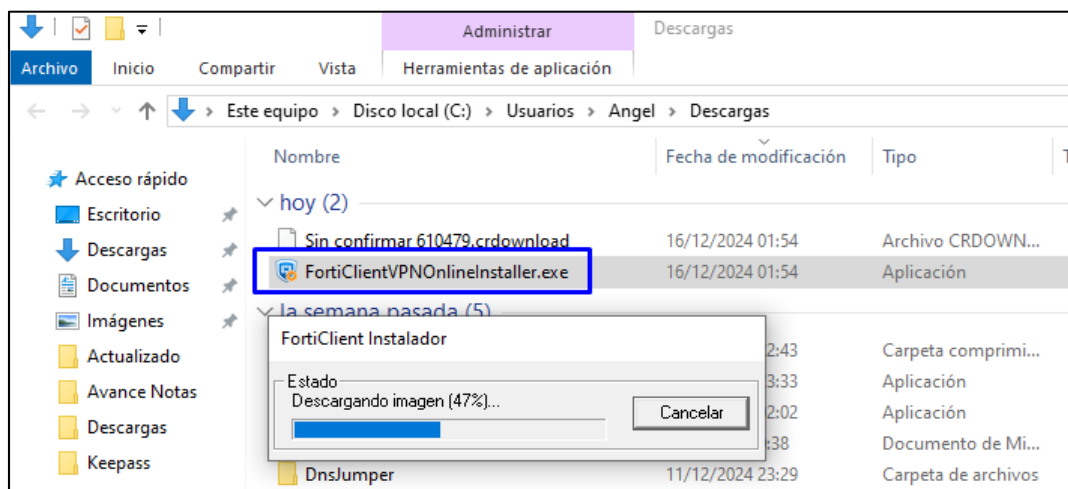 Administrar
Descargas
Archivo Inicio Compartir Vista Herramientas de aplicación
Este equipo > Disco local (C:) > Usuarios > Angel > Descargas
Nombre Fecha de modificación Tipo
Acceso rápido
Escritorio
Descargas
Documentos
Imágenes
Actualizado
Avance Notas
Descargas
Keepass
hoy (2)
Sin confirmar 610479.crdownload 16/12/2024 01:54 Archivo CRDOWN...
FortiClientVPNOnlineInstaller.exe 16/12/2024 01:54 Aplicación
la semana pasada (5)
FortiClient Instalador
Estado
Descargando imagen (47%)...
Cancelar
2:43 Carpeta comprimi...
3:33 Aplicación
2:02 Aplicación
:38 Documento de Mi...
DnsJumper 11/12/2024 23:29 Carpeta de archivos